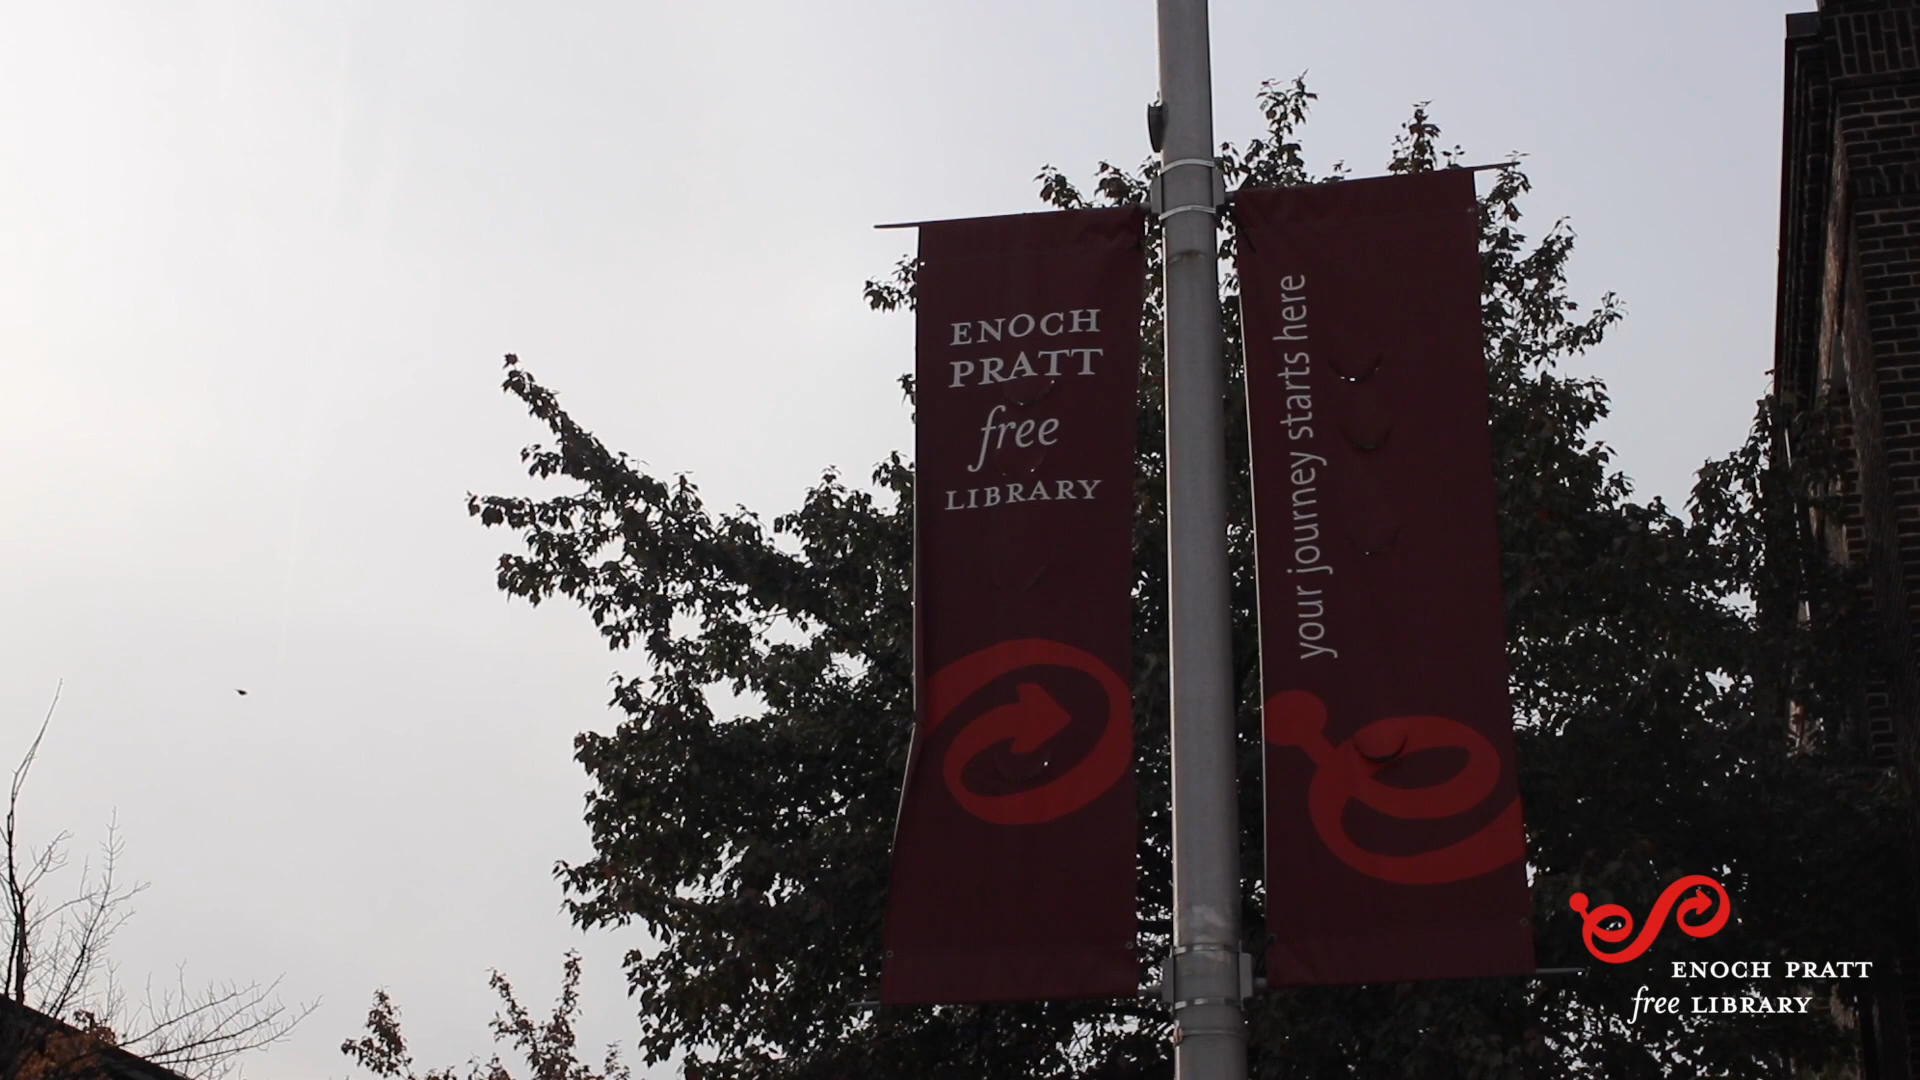 ENOCH
PRATT
free
LIBRARY
your journey starts here
ENOCH PRATT
free LIBRARY